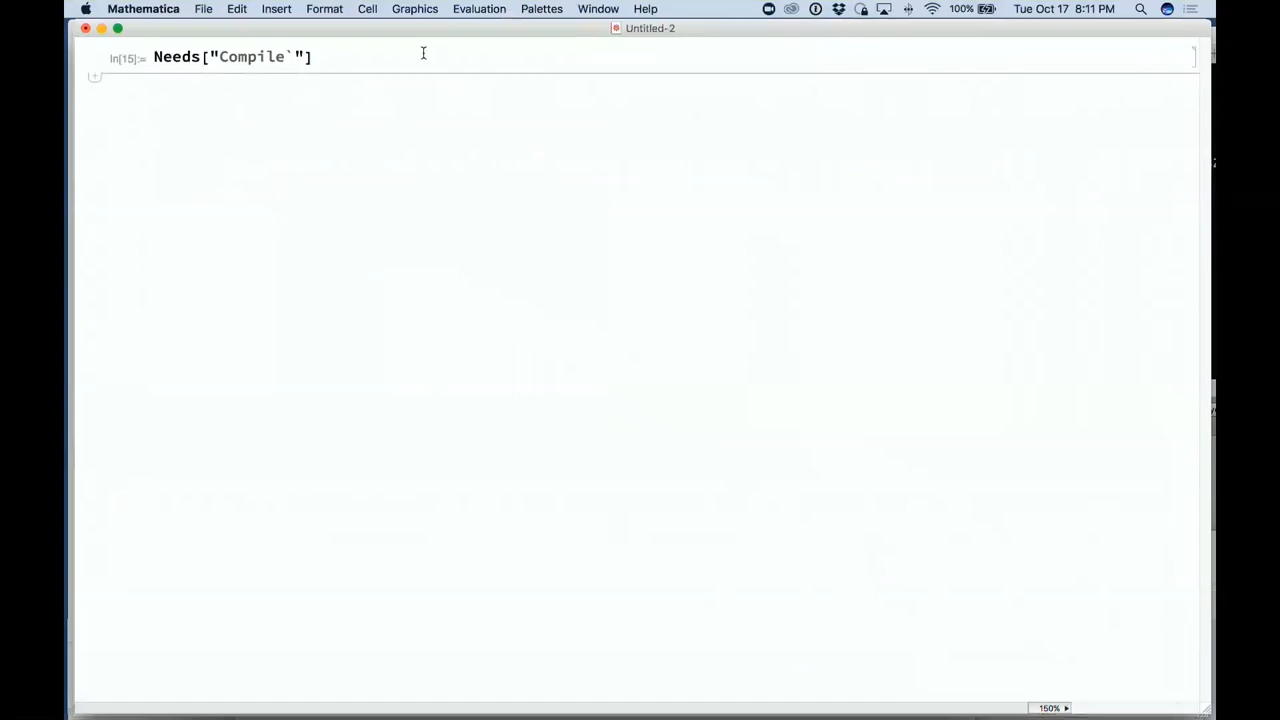 Mathematica File Edit Insert Format Cell Graphics Evaluation Palettes Window Help 100% Tue Oct 17 8:11 PM
Untitled-2
In[15]:= Needs["Compile`"]
150%